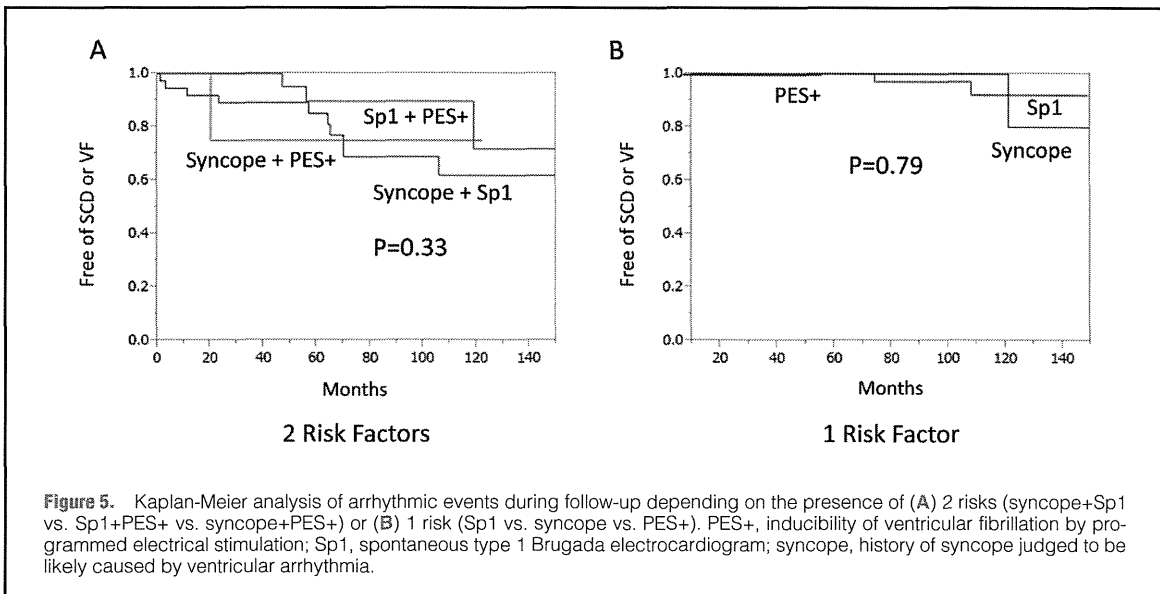 A
B
1.0
0.8
0.6
0.4
0.2
0.0
Free of SCD or VF
Sp1 + PES+
Syncope + PES+
Syncope + Sp1
P=0.33
0 20 40 60 80 100 120 140
Months
2 Risk Factors
1.0
0.8
0.6
0.4
0.2
0.0
Free of SCD or VF
PES+
Sp1
Syncope
P=0.79
20 40 60 80 100 120 140
Months
1 Risk Factor
Figure 5. Kaplan-Meier analysis of arrhythmic events during follow-up depending on the presence of (A) 2 risks (syncope+Sp1
vs. Sp1+PES+ vs. syncope+PES+) or (B) 1 risk (Sp1 vs. syncope vs. PES+). PES+, inducibility of ventricular fibrillation by pro-
grammed electrical stimulation; Sp1, spontaneous type 1 Brugada electrocardiogram; syncope, history of syncope judged to be
likely caused by ventricular arrhythmia.